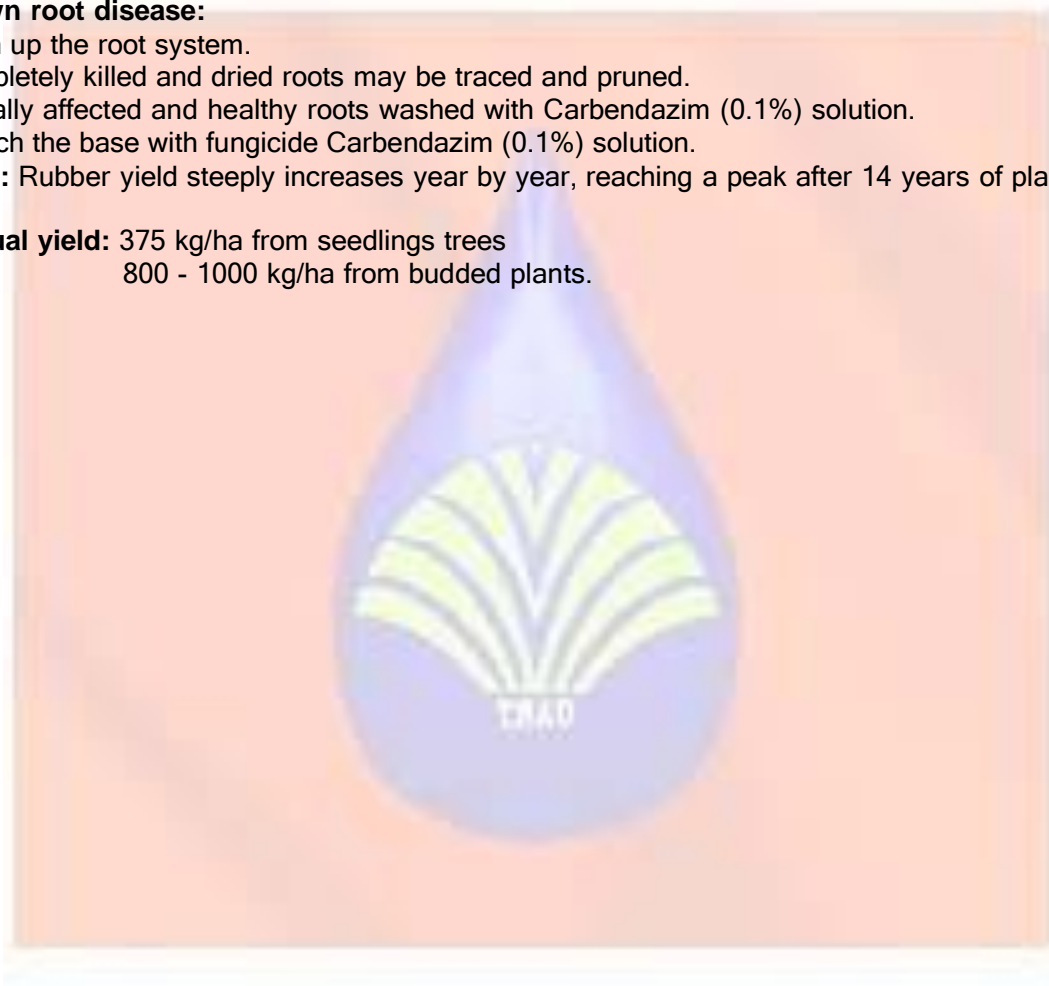 wn root disease:
up the root system.
pletely killed and dried roots may be traced and pruned.
ally affected and healthy roots washed with Carbendazim (0.1%) solution.
ch the base with fungicide Carbendazim (0.1%) solution.
: Rubber yield steeply increases year by year, reaching a peak after 14 years of pla
ual yield: 375 kg/ha from seedlings trees
800 - 1000 kg/ha from budded plants.